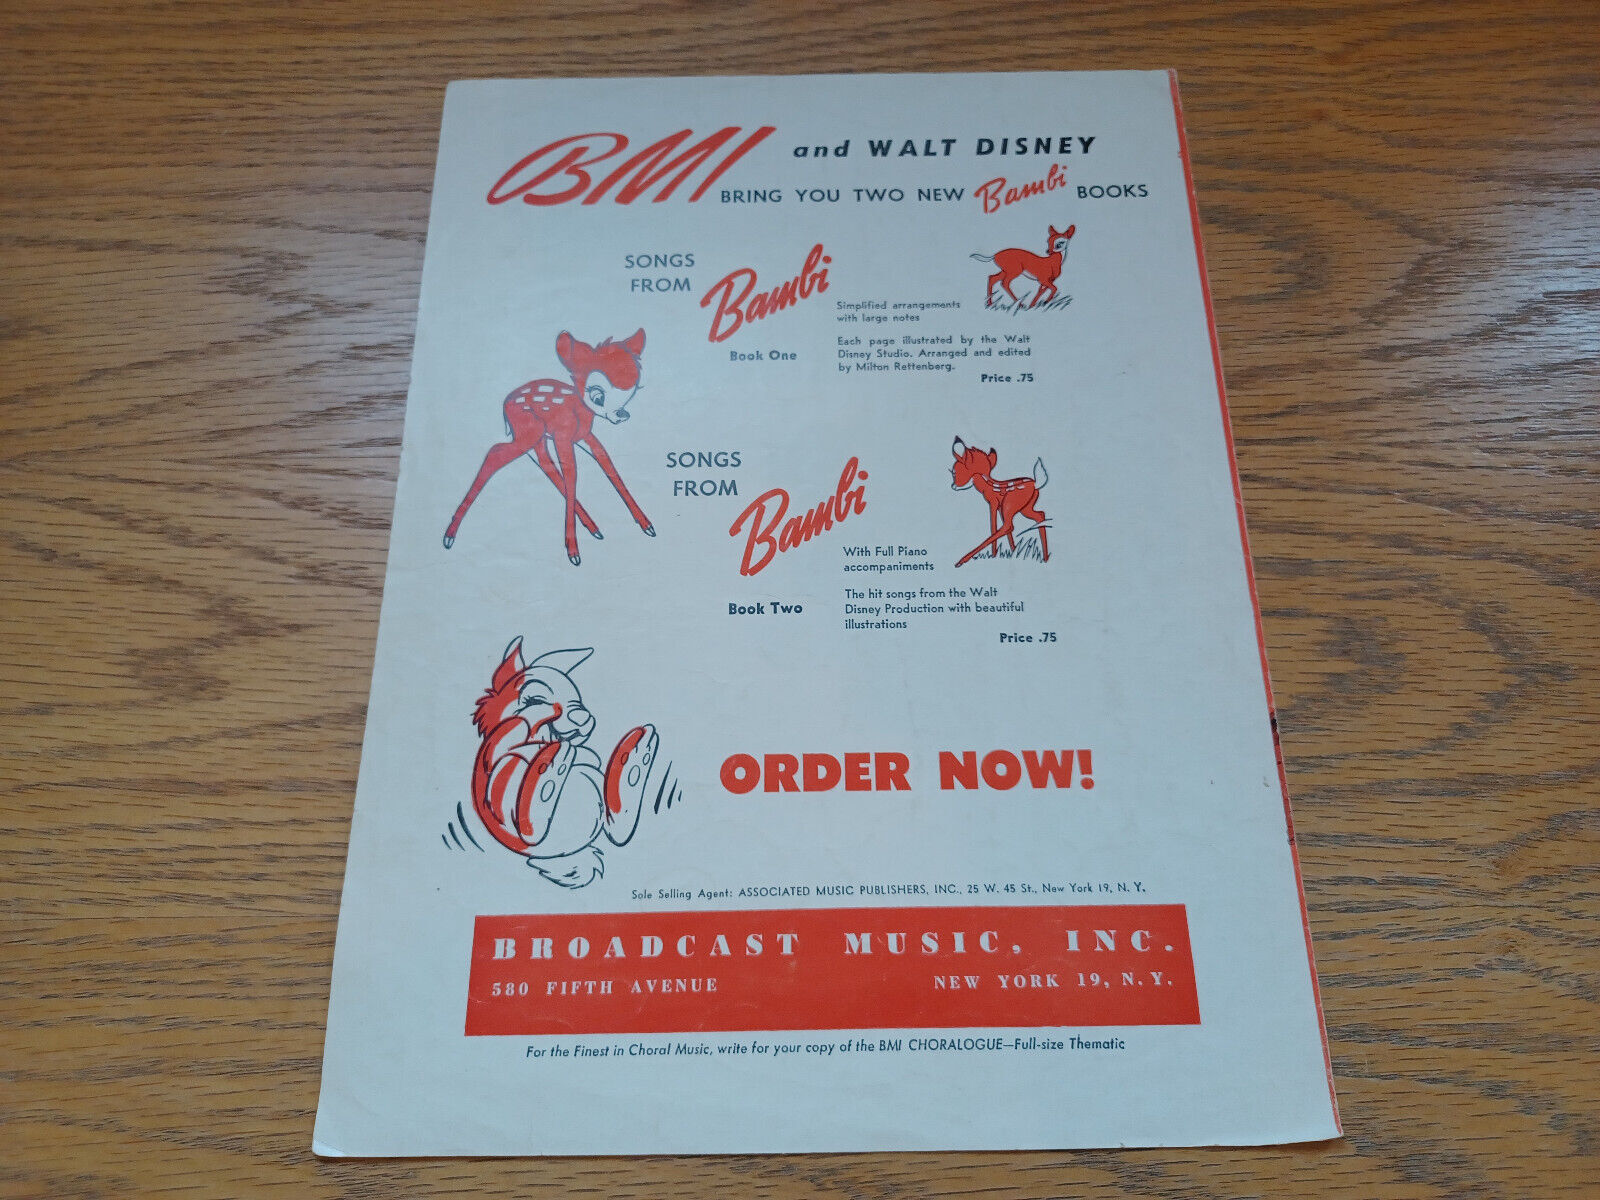 BMI and WALT DISNEY
BRING YOU TWO NEW Bambi BOOKS
SONGS
FROM
Bambi
Book One
Simplified arrangements
with large notes
Each page illustrated by the Walt
Disney Studio. Arranged and edited
by Milton Rettenberg.
Price .75
SONGS
FROM
Bambi
Book Two
With Full Piano
accompaniments
The hit songs from the Walt
Disney Production with beautiful
illustrations
Price .75
ORDER NOW!
Sole Selling Agent: ASSOCIATED MUSIC PUBLISHERS, INC., 25 W. 45 St., New York 19, N. Y.
BROADCAST MUSIC, INC.
580 FIFTH AVENUE NEW YORK 19, N. Y.
For the Finest in Choral Music, write for your copy of the BMI CHORALOGUE—Full-size Thematic